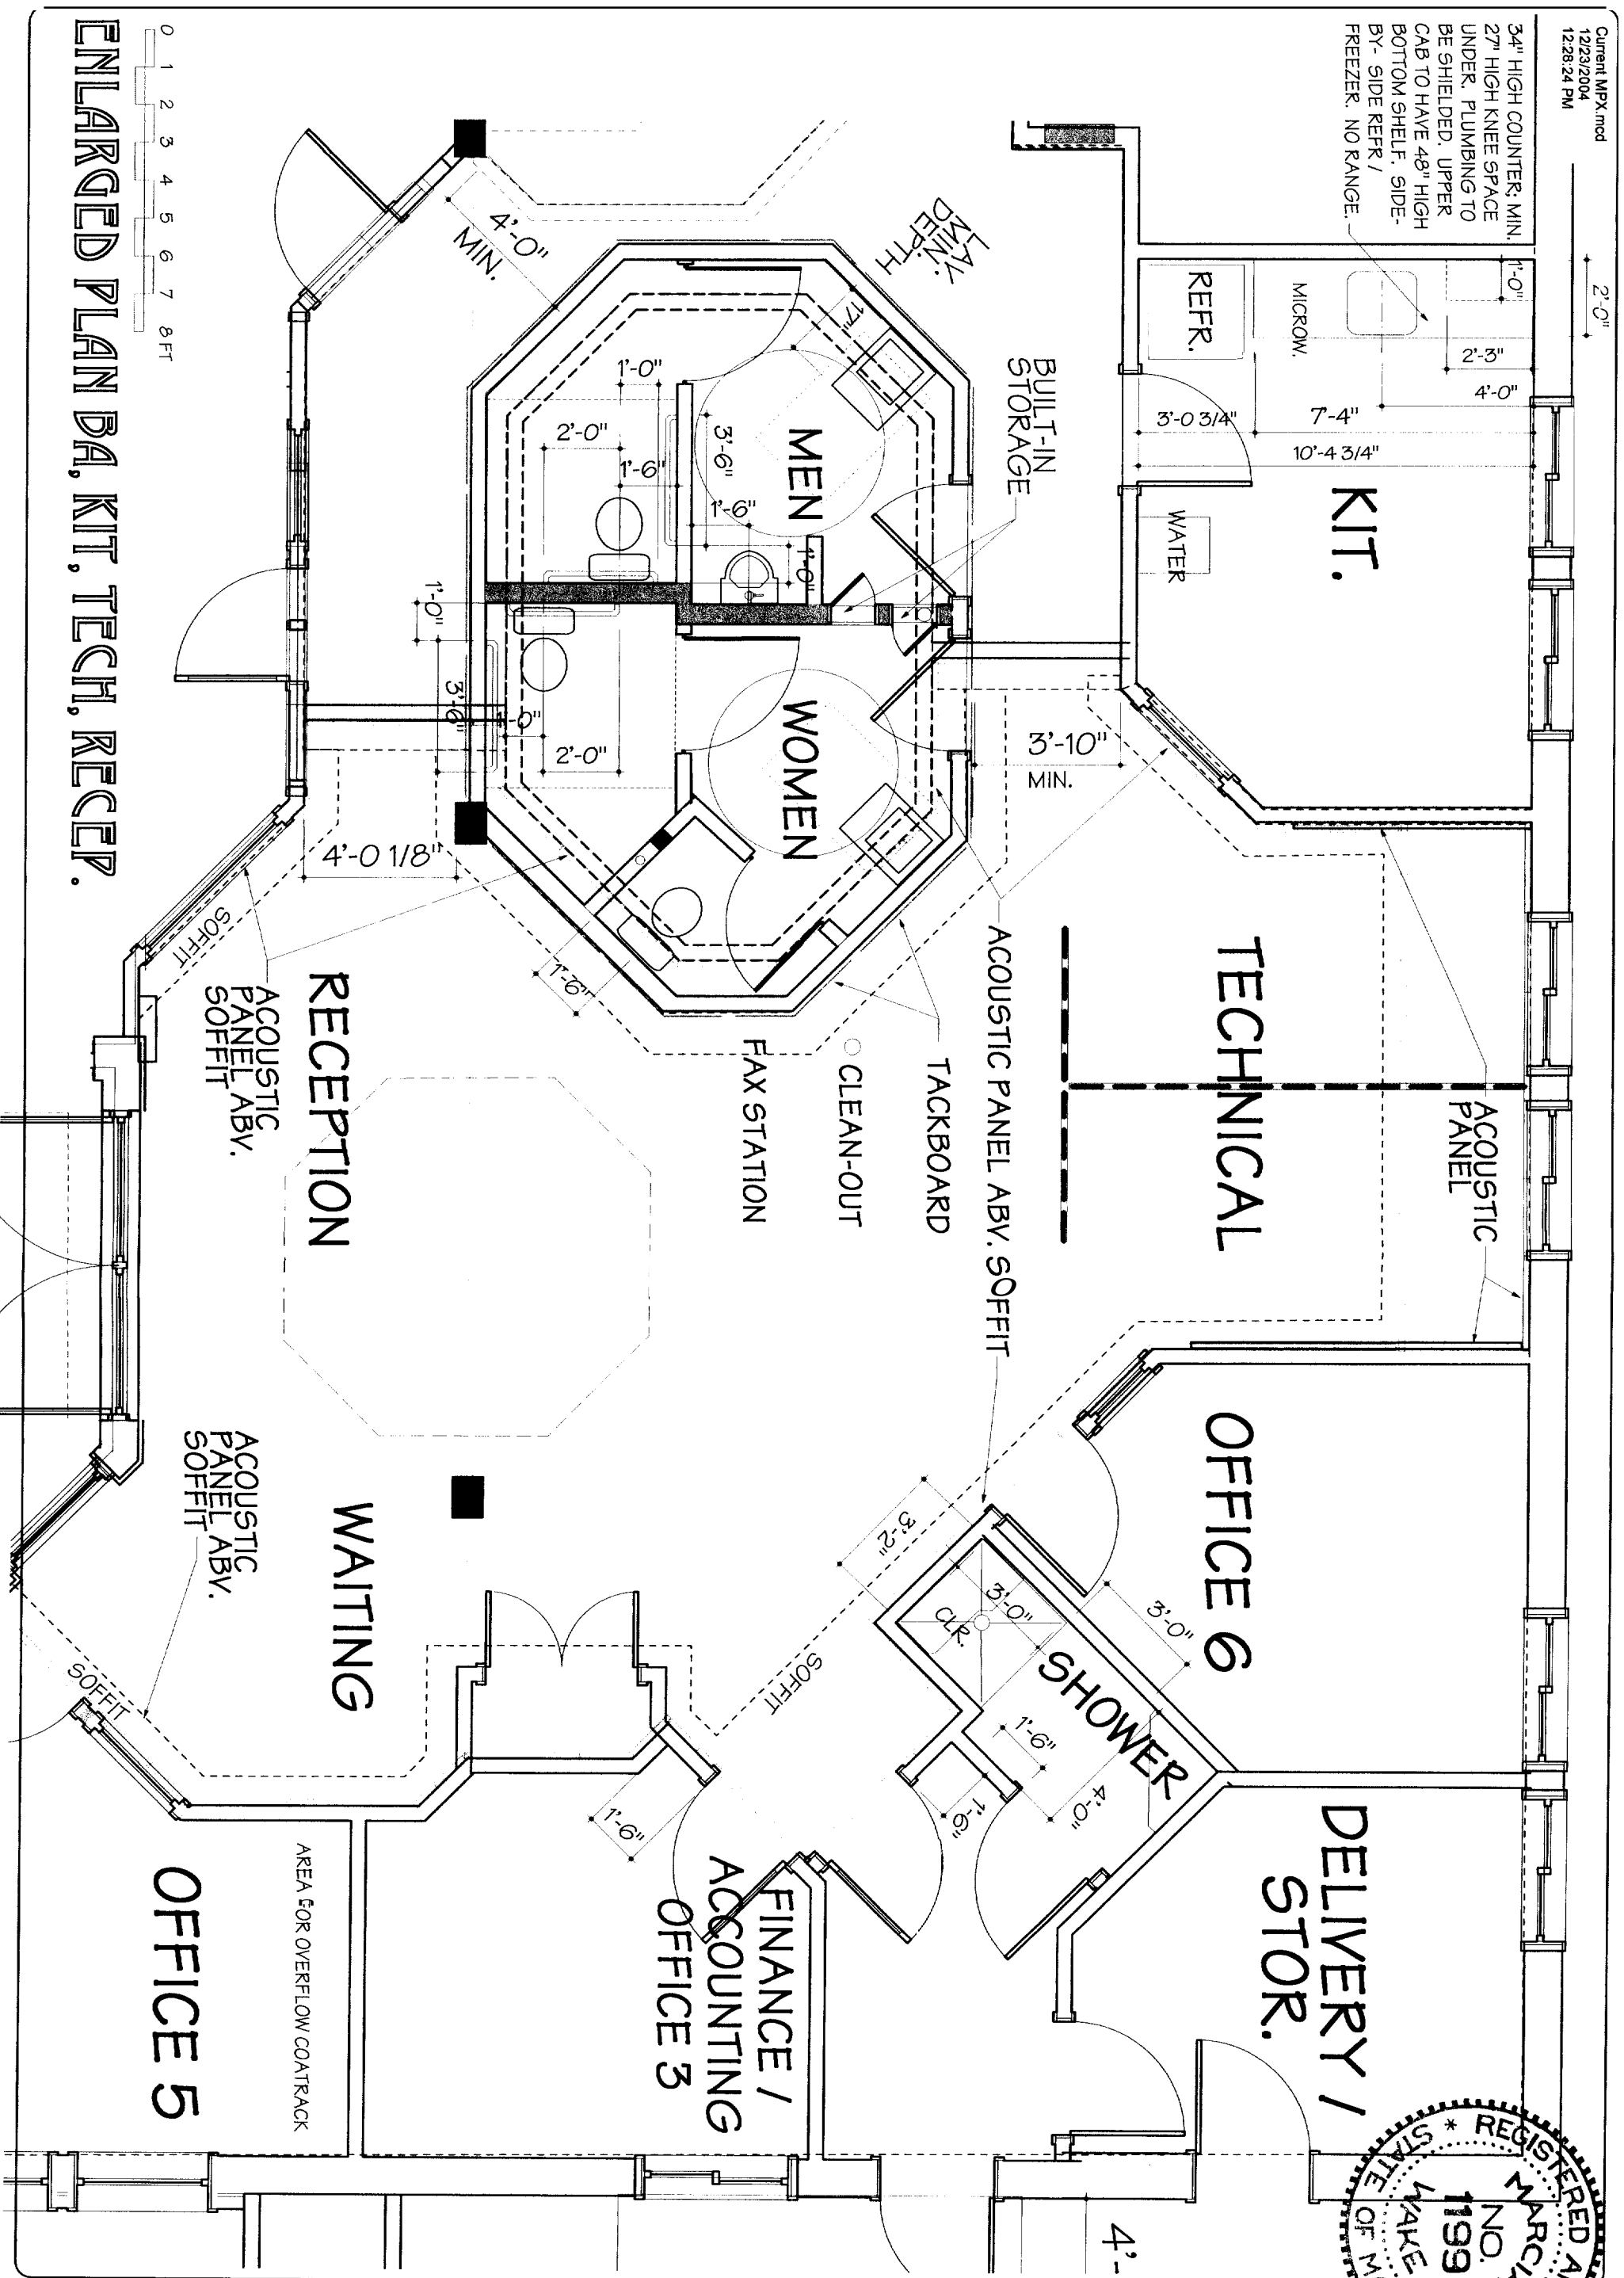 Current MPX.mcd
12/23/2004
12:28:24 PM
34" HIGH COUNTER; MIN.
27" HIGH KNEE SPACE
UNDER. PLUMBING TO
BE SHIELDED. UPPER
CAB TO HAVE 48" HIGH
BOTTOM SHELF. SIDE-
BY- SIDE REFR /
FREEZER. NO RANGE.
2'-0"
1'-0"
2'-3"
4'-0"
MICROW.
REFR.
3'-0 3/4"
7'-4"
10'-4 3/4"
KIT.
WATER
LAV.
MIN.
DEPTH
BUILT-IN
STORAGE
4'-0"
MIN.
17"
MEN
1'-0"
2'-0"
1'-6"
3'-6"
1'-6"
1'-0"
WOMEN
1'-0"
3'-6"
1'-0"
2'-0"
1'-6"
3'-10"
MIN.
4'-0 1/8"
TECHNICAL
ACOUSTIC
PANEL
ACOUSTIC PANEL ABV. SOFFIT
TACKBOARD
CLEAN-OUT
FAX STATION
RECEPTION
SOFFIT
ACOUSTIC
PANEL ABV.
SOFFIT
OFFICE 6
3'-2"
3'-0"
3'-0"
CLR.
SHOWER
1'-6"
4'-0"
1'-6"
SOFFIT
WAITING
ACOUSTIC
PANEL ABV.
SOFFIT
SOFFIT
1'-6"
DELIVERY /
STOR.
FINANCE /
ACCOUNTING
OFFICE 3
AREA FOR OVERFLOW COATRACK
OFFICE 5
4'-
REGISTERED
MARC
NO.
1199
WAKE
* STATE OF
0 1 2 3 4 5 6 7 8 FT
ENLARGED PLAN BA, KIT, TECH, RECEP.